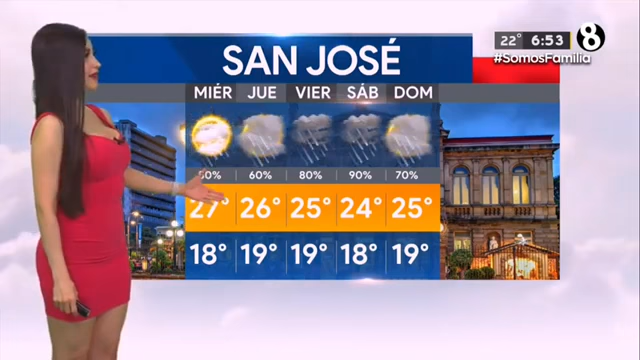 22° 6:53 8
#SomosFamilia
SAN JOSÉ
MIÉR JUE VIER SÁB DOM
60% 80% 90% 70%
27° 26° 25° 24° 25°
18° 19° 19° 18° 19°